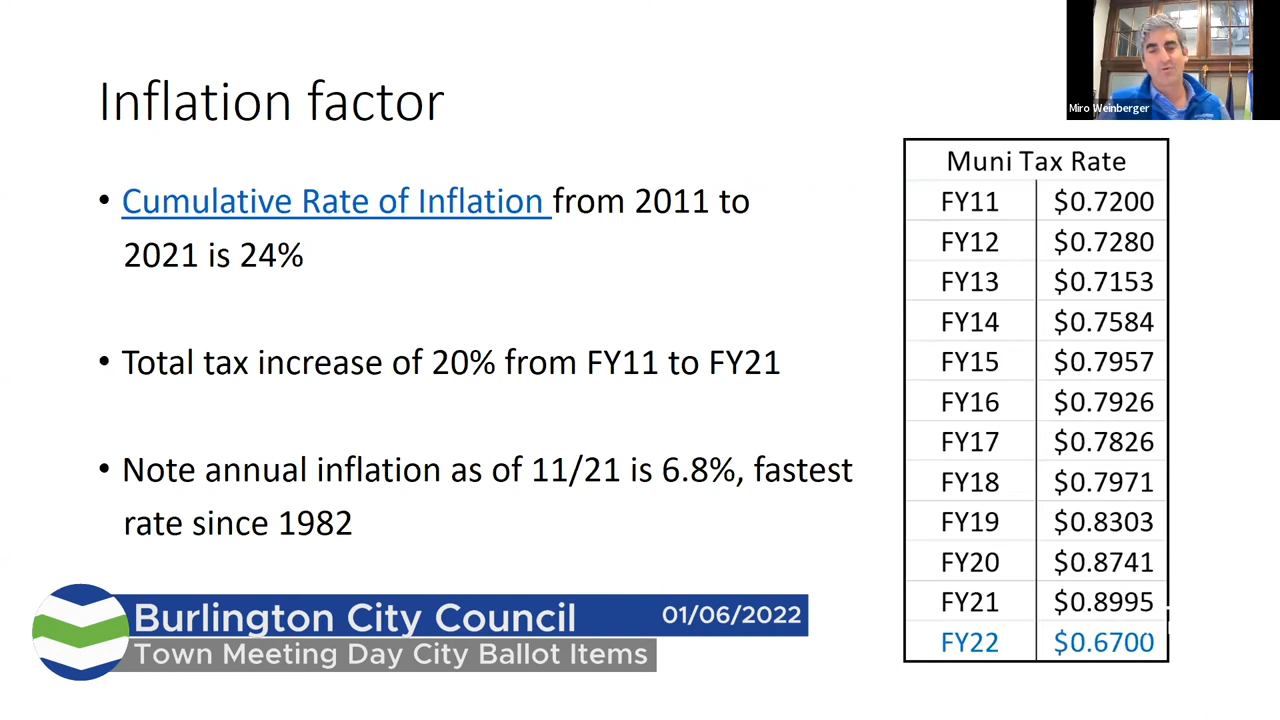 Inflation factor
Miro Weinberger
• Cumulative Rate of Inflation from 2011 to
2021 is 24%
• Total tax increase of 20% from FY11 to FY21
• Note annual inflation as of 11/21 is 6.8%, fastest
rate since 1982
Muni Tax Rate
FY11 $0.7200
FY12 $0.7280
FY13 $0.7153
FY14 $0.7584
FY15 $0.7957
FY16 $0.7926
FY17 $0.7826
FY18 $0.7971
FY19 $0.8303
FY20 $0.8741
FY21 $0.8995
FY22 $0.6700
Burlington City Council 01/06/2022
Town Meeting Day City Ballot Items